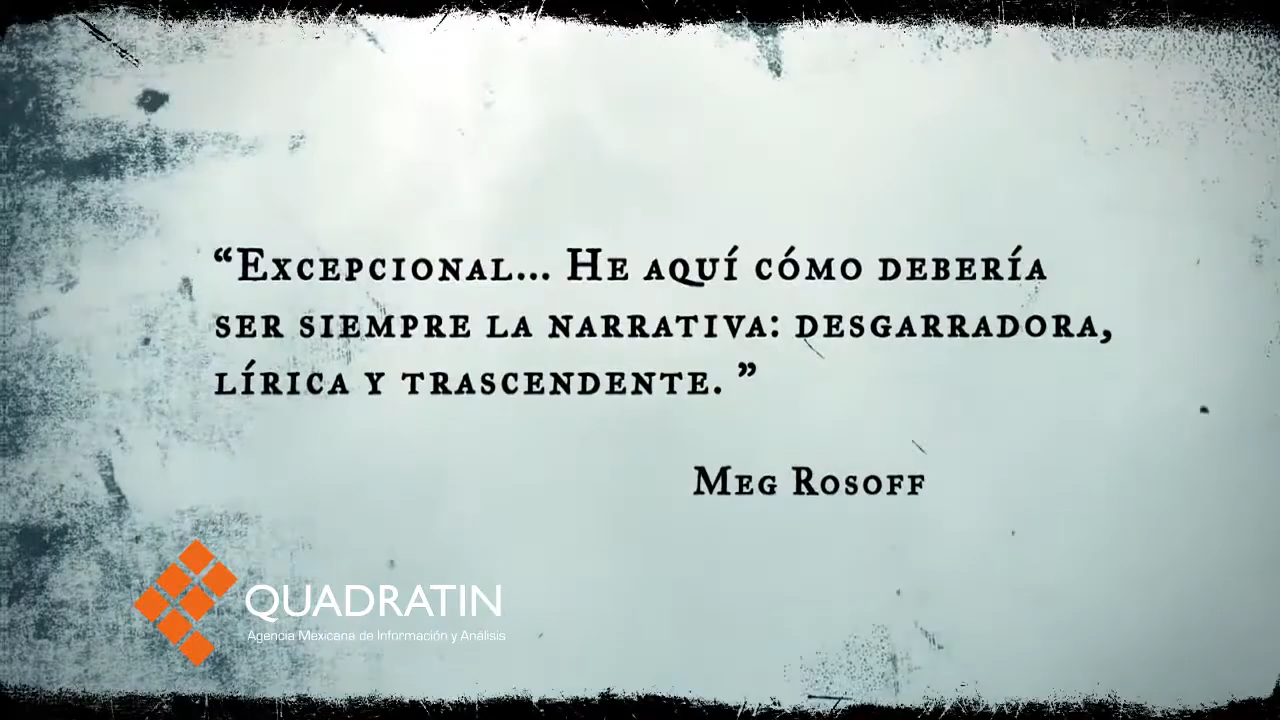 “Excepcional... He aquí cómo debería
ser siempre la narrativa: desgarradora,
lírica y trascendente. ”
Meg Rosoff
QUADRATIN
Agencia Mexicana de Información y Análisis